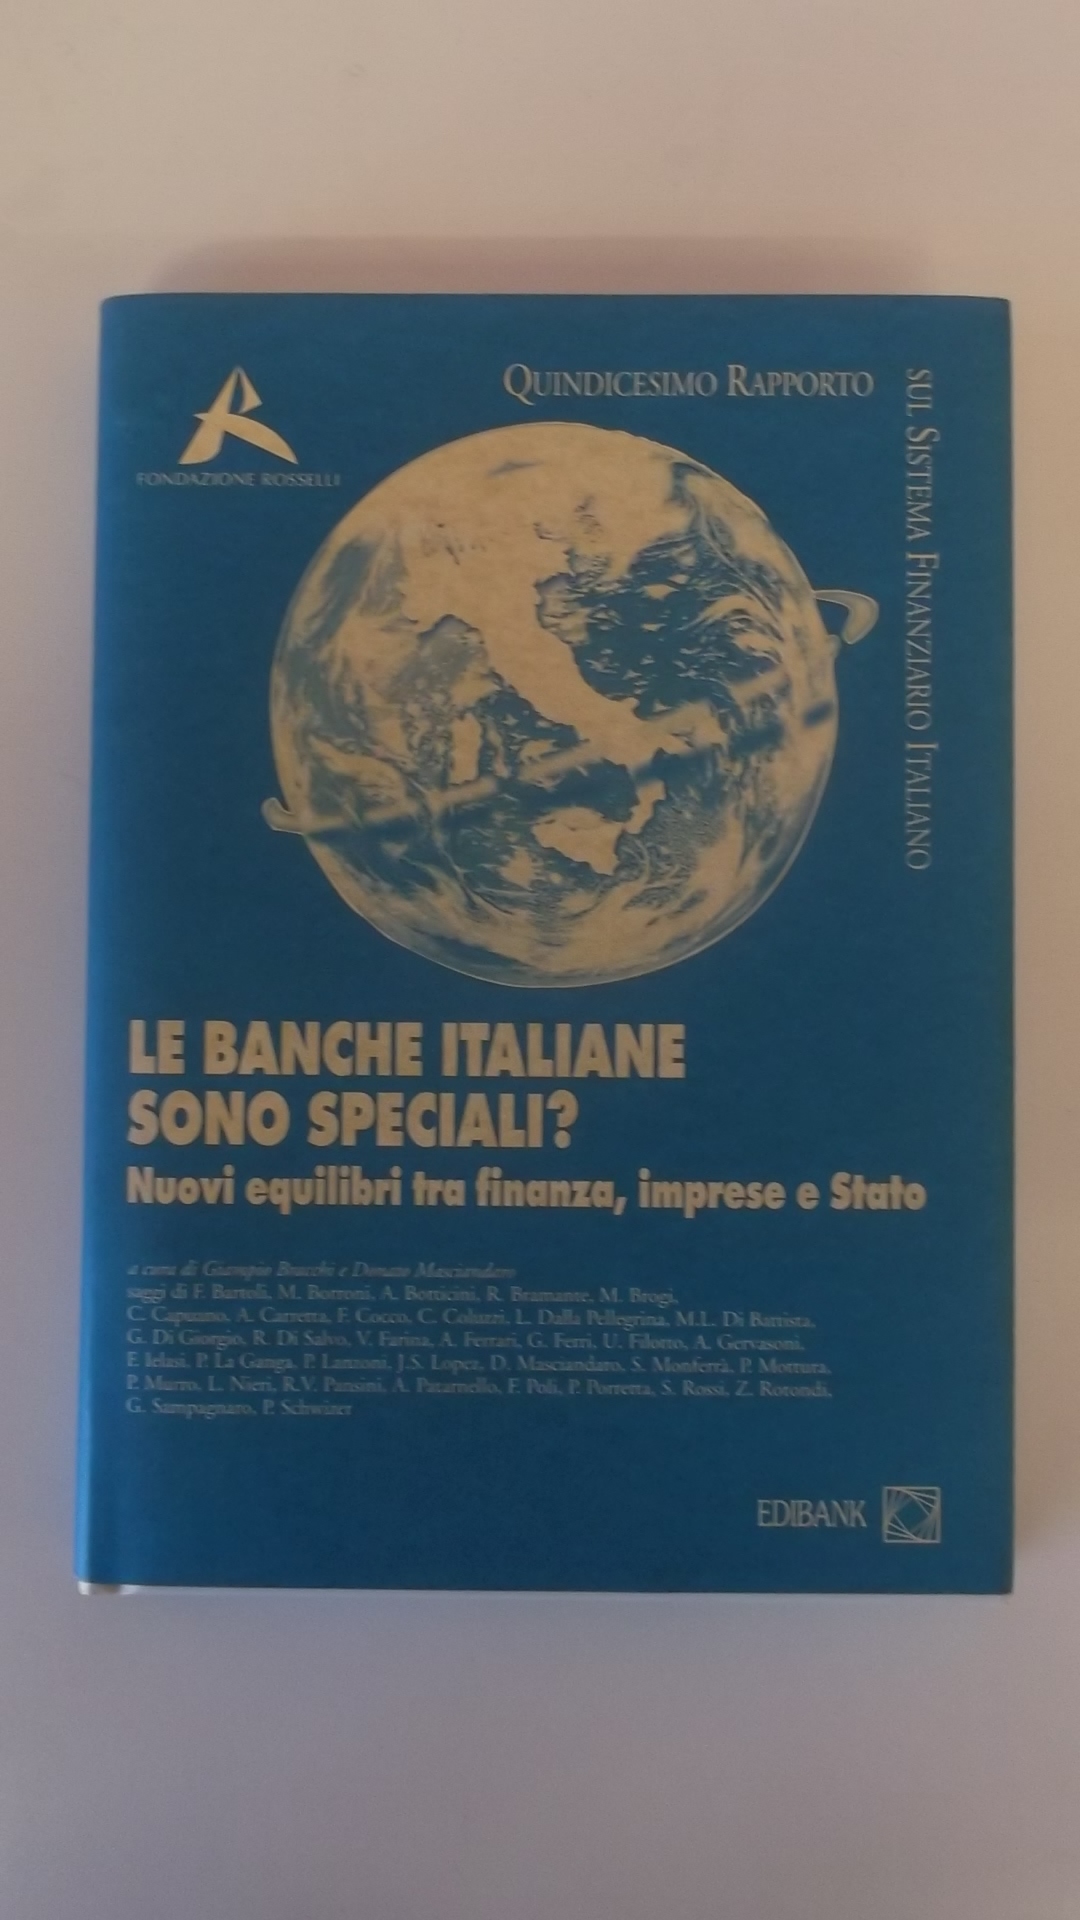 QUINDICESIMO RAPPORTO
SUL SISTEMA FINANZIARIO ITALIANO
FONDAZIONE ROSSELLI
LE BANCHE ITALIANE
SONO SPECIALI?
Nuovi equilibri tra finanza, imprese e Stato
a cura di Giampio Bracchi e Donato Masciandaro
saggi di F. Bartoli, M. Borroni, A. Botticini, R. Bramante, M. Brogi,
C. Capuano, A. Carretta, F. Cocco, C. Coluzzi, L. Dalla Pellegrina, M.L. Di Battista,
G. Di Giorgio, R. Di Salvo, V. Farina, A. Ferrari, G. Ferri, U. Filotto, A. Gervasoni,
F. Ielasi, P. La Ganga, P. Lanzoni, J.S. Lopez, D. Masciandaro, S. Monferrà, P. Mottura,
P. Murro, L. Nieri, R.V. Pansini, A. Patarnello, F. Poli, P. Porretta, S. Rossi, Z. Rotondi,
G. Sampagnaro, P. Schwizer
EDIBANK